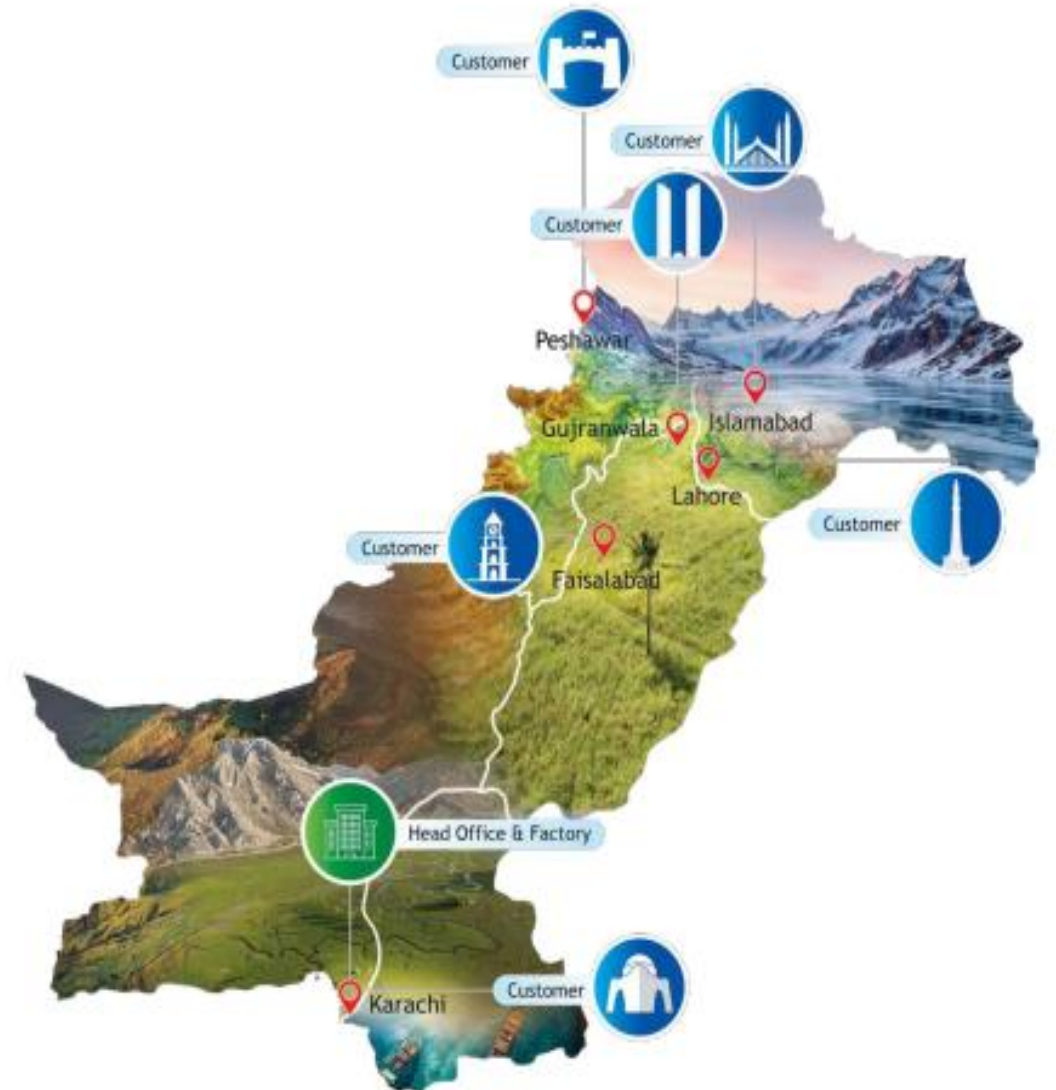 Customer
Customer
Customer
Peshawar
Islamabad
Gujranwala
Lahore
Customer
Customer
Faisalabad
Head Office & Factory
Customer
Karachi